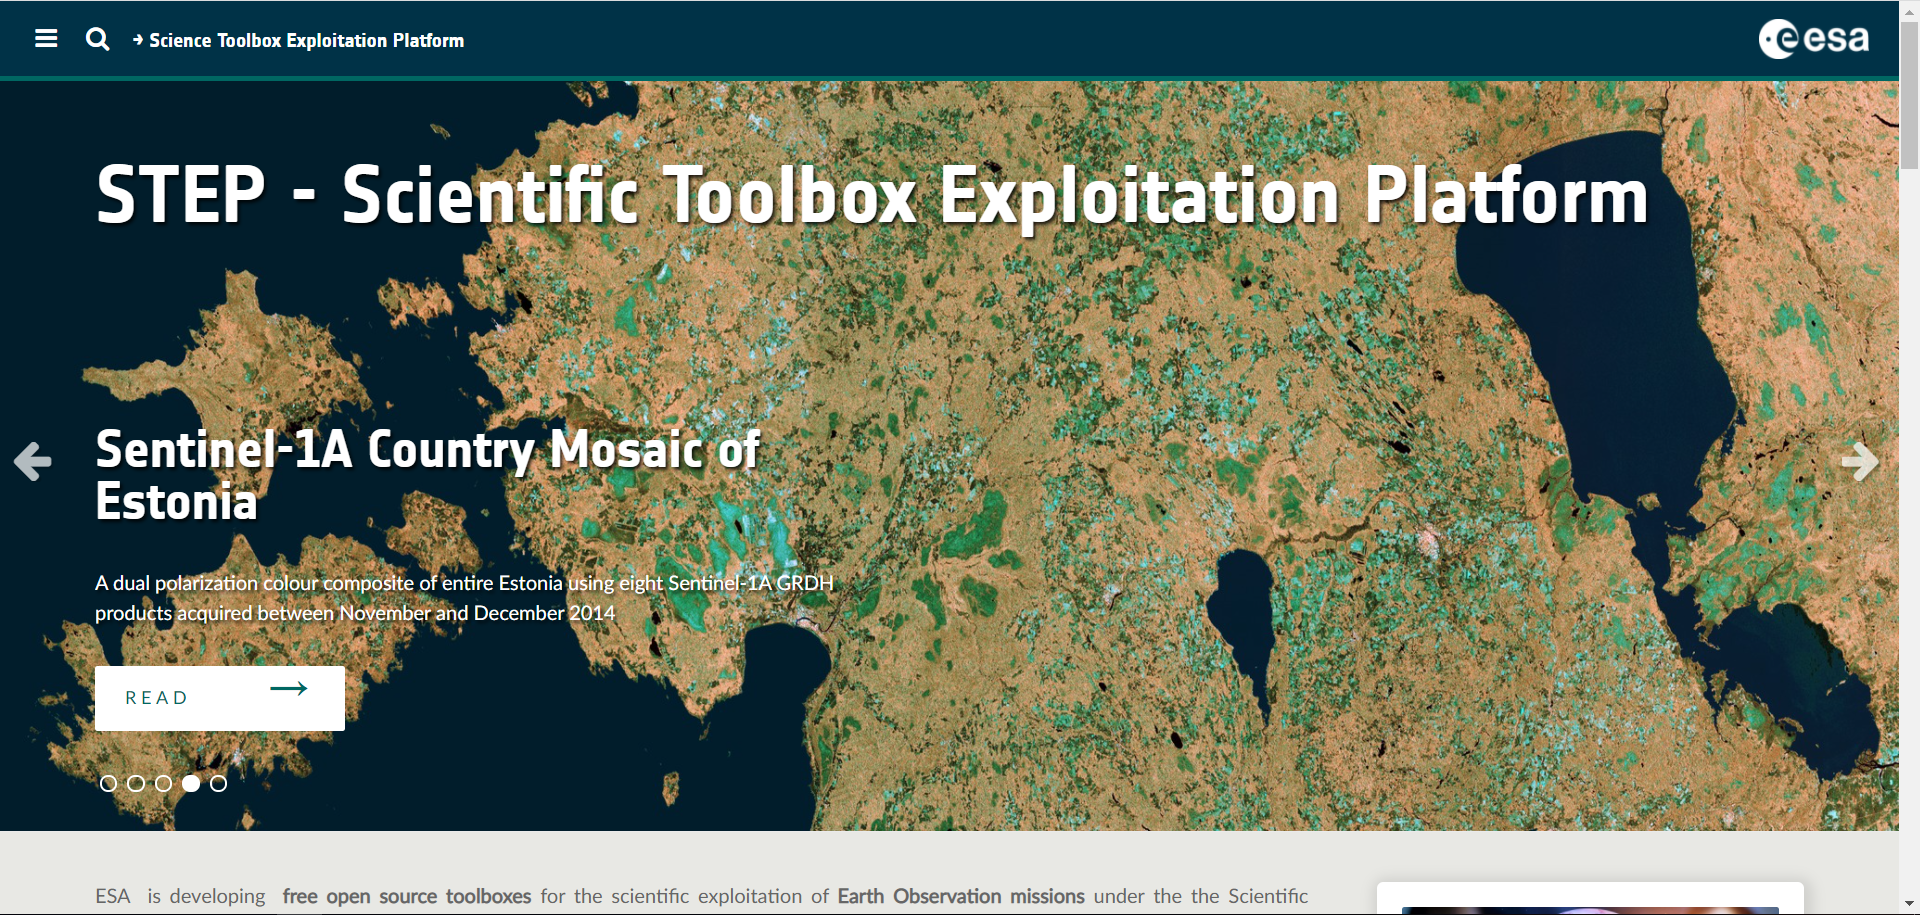 → Science Toolbox Exploitation Platform
esa
STEP - Scientific Toolbox Exploitation Platform
Sentinel-1A Country Mosaic of
Estonia
A dual polarization colour composite of entire Estonia using eight Sentinel-1A GRDH
products acquired between November and December 2014
READ
ESA is developing free open source toolboxes for the scientific exploitation of Earth Observation missions under the the Scientific